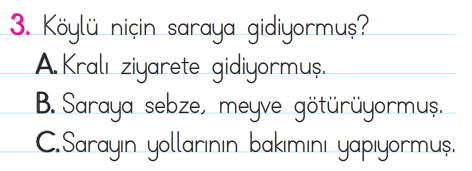 3. Köylü niçin saraya gidiyormuş?
A. Kralı ziyarete gidiyormuş.
B. Saraya sebze, meyve götürüyormuş.
C. Sarayın yollarının bakımını yapıyormuş.